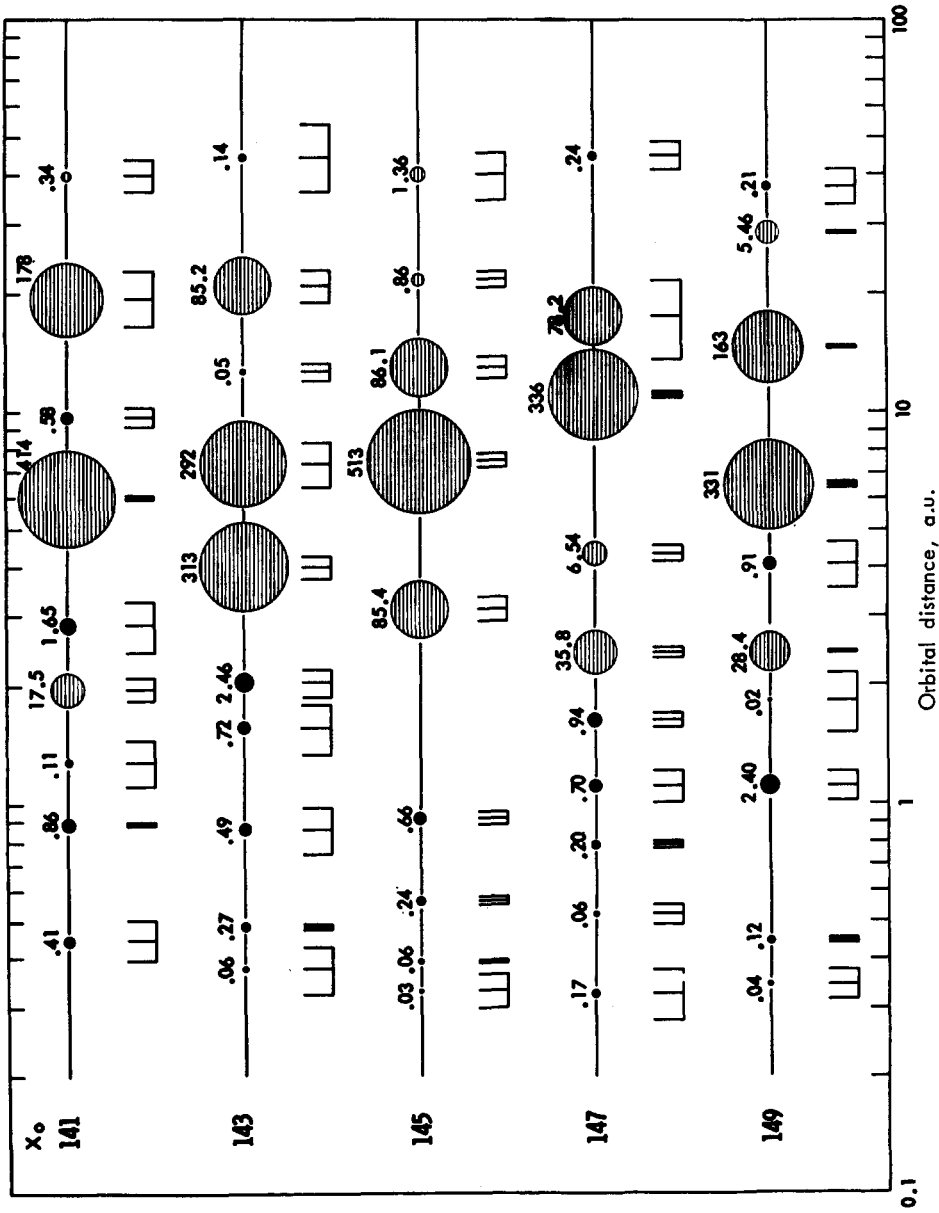 X₀
141 .41 .86 .11 17.5 1.65 414 .58 178 .34
143 .06 .27 .49 .72 2.46 313 292 .05 85.2 .14
145 .03 .06 .24 .66 85.4 513 86.1 .86 1.36
147 .17 .06 .20 .70 .94 35.8 6.54 336 78.2 .24
149 .04 .12 2.40 .02 28.4 .91 331 163 5.46 .21
0.1 1 10 100
Orbital distance, a.u.